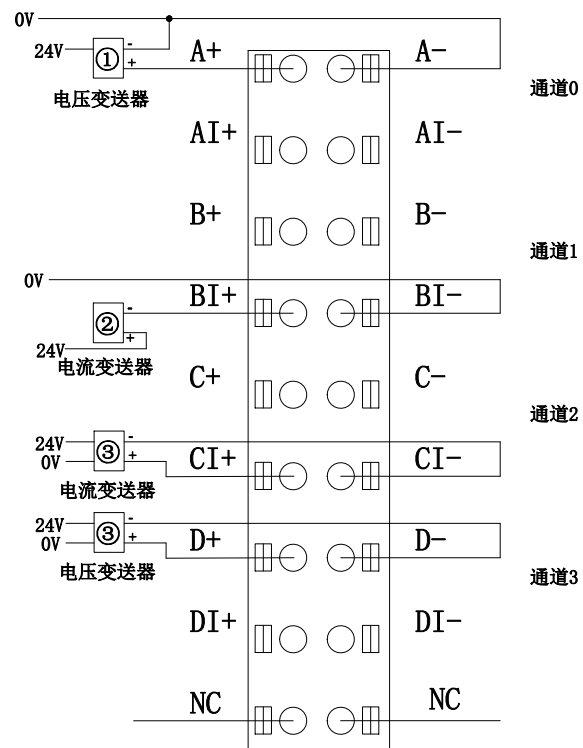 0V
24V ① - + A+ A-
电压变送器
通道0
AI+ AI-
B+ B-
通道1
0V
BI+ BI-
② - +
24V
电流变送器
C+ C-
通道2
24V ③ - +
0V
CI+ CI-
电流变送器
24V ③ - +
0V
D+ D-
电压变送器
通道3
DI+ DI-
NC NC